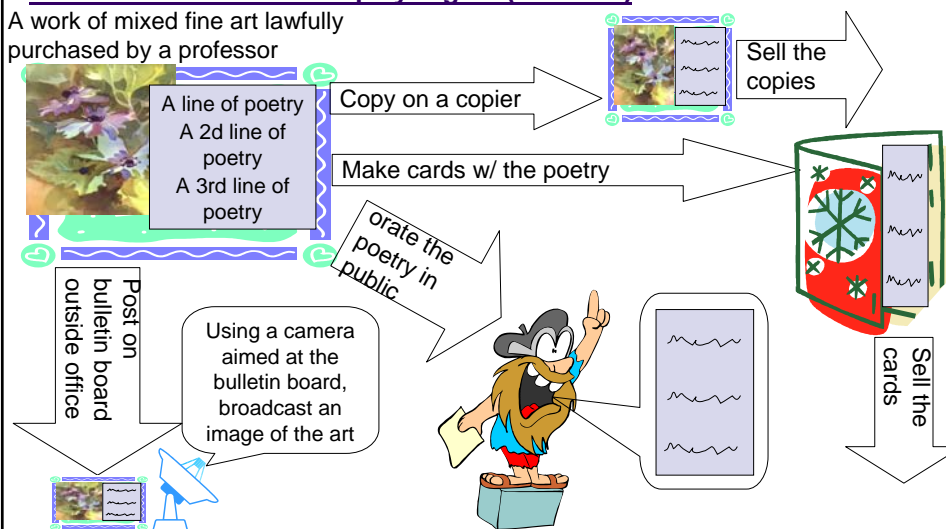 A work of mixed fine art lawfully
purchased by a professor
A line of poetry
A 2d line of
poetry
A 3rd line of
poetry
Copy on a copier
Sell the
copies
Make cards w/ the poetry
orate the
poetry in
public
Post on
bulletin board
outside office
Using a camera
aimed at the
bulletin board,
broadcast an
image of the art
Sell the
cards